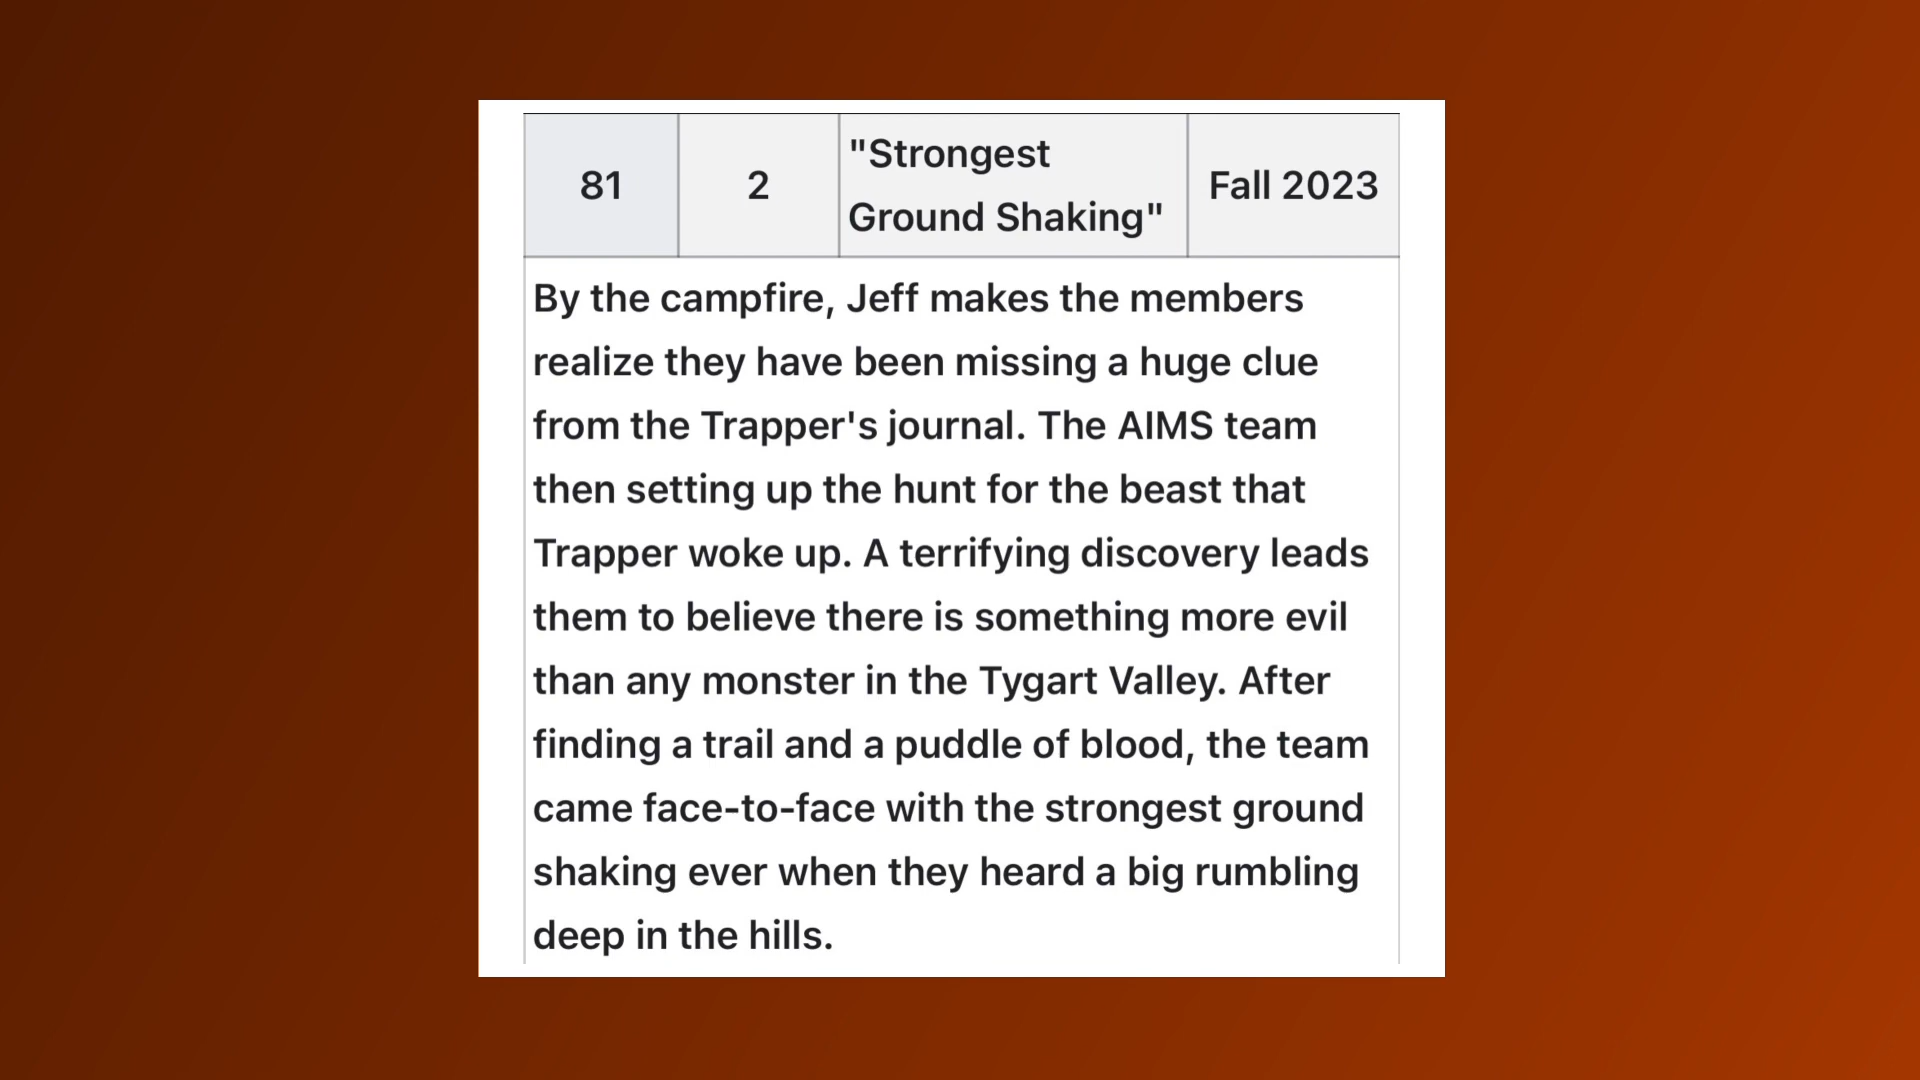 81 2 "Strongest Ground Shaking" Fall 2023
By the campfire, Jeff makes the members
realize they have been missing a huge clue
from the Trapper's journal. The AIMS team
then setting up the hunt for the beast that
Trapper woke up. A terrifying discovery leads
them to believe there is something more evil
than any monster in the Tygart Valley. After
finding a trail and a puddle of blood, the team
came face-to-face with the strongest ground
shaking ever when they heard a big rumbling
deep in the hills.